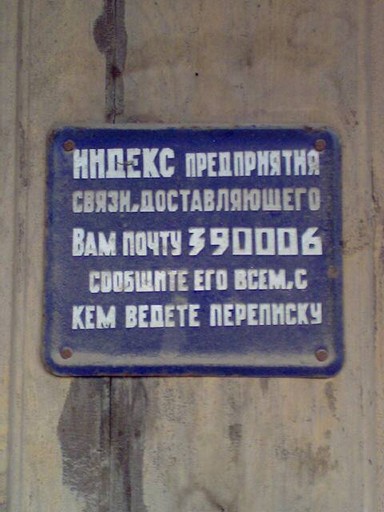 ИНДЕКС ПРЕДПРИЯТИЯ
СВЯЗИ,ДОСТАВЛЯЮЩЕГО
ВАМ ПОЧТУ 390006
СООБЩИТЕ ЕГО ВСЕМ,С
КЕМ ВЕДЕТЕ ПЕРЕПИСКУ